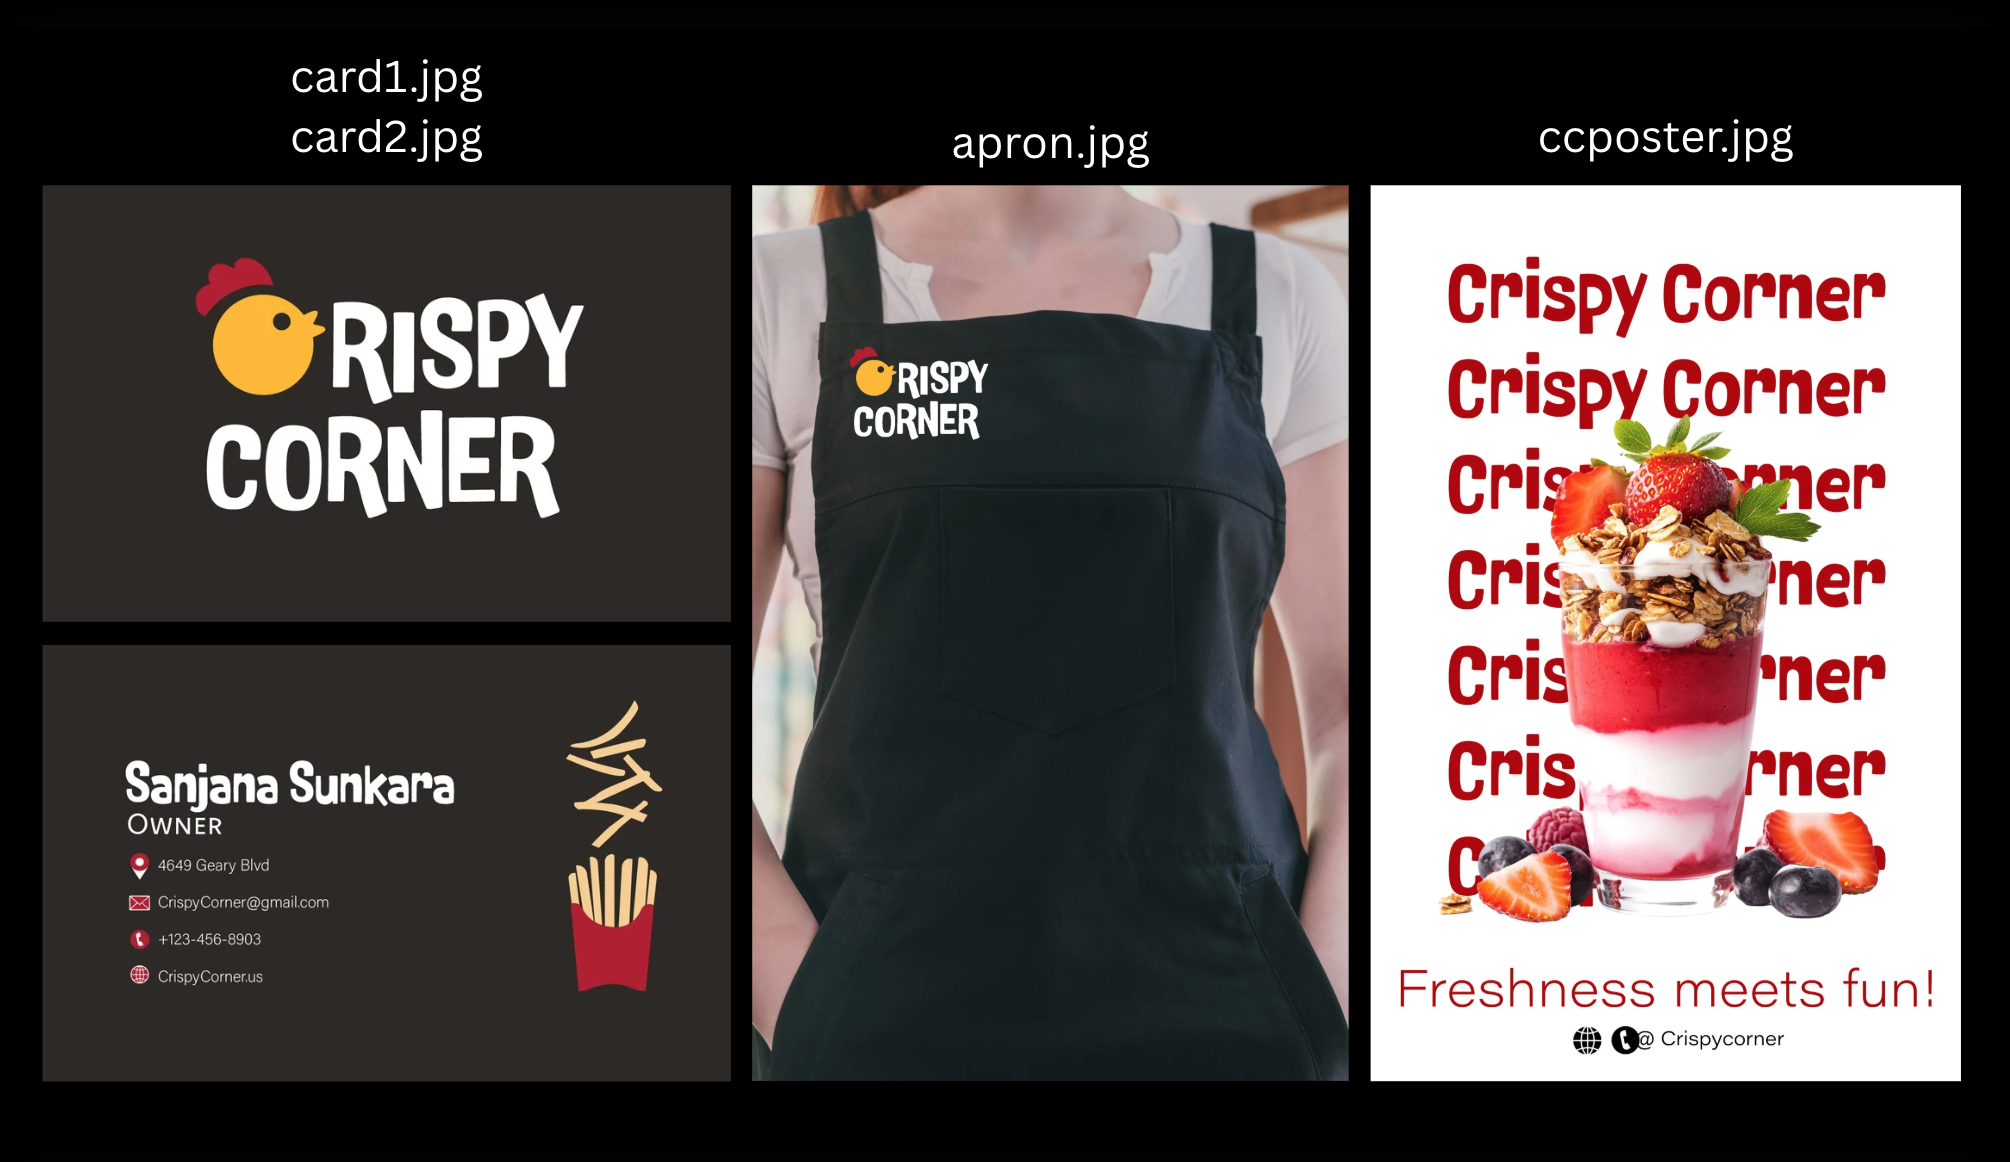 card1.jpg
card2.jpg
RISPY
CORNER
Sanjana Sunkara
OWNER
4649 Geary Blvd
CrispyCorner@gmail.com
+123-456-8903
CrispyCorner.us
apron.jpg
RISPY
CORNER
ccposter.jpg
Crispy Corner
Crispy Corner
Cris rner
Cris rner
Cris rner
Cris rner
C
Freshness meets fun!
@ Crispycorner